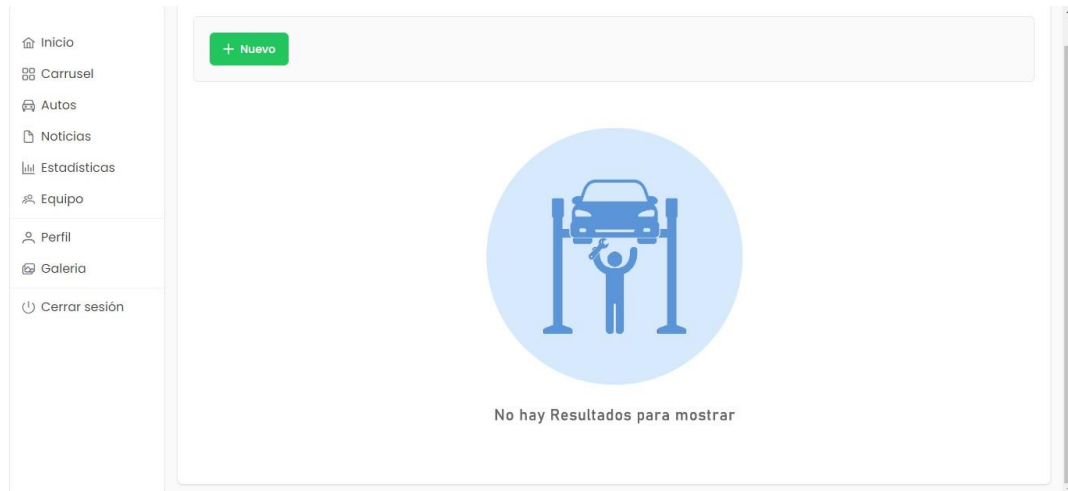 Inicio
Carrusel
Autos
Noticias
Estadísticas
Equipo
Perfil
Galeria
Cerrar sesión
+ Nuevo
No hay Resultados para mostrar